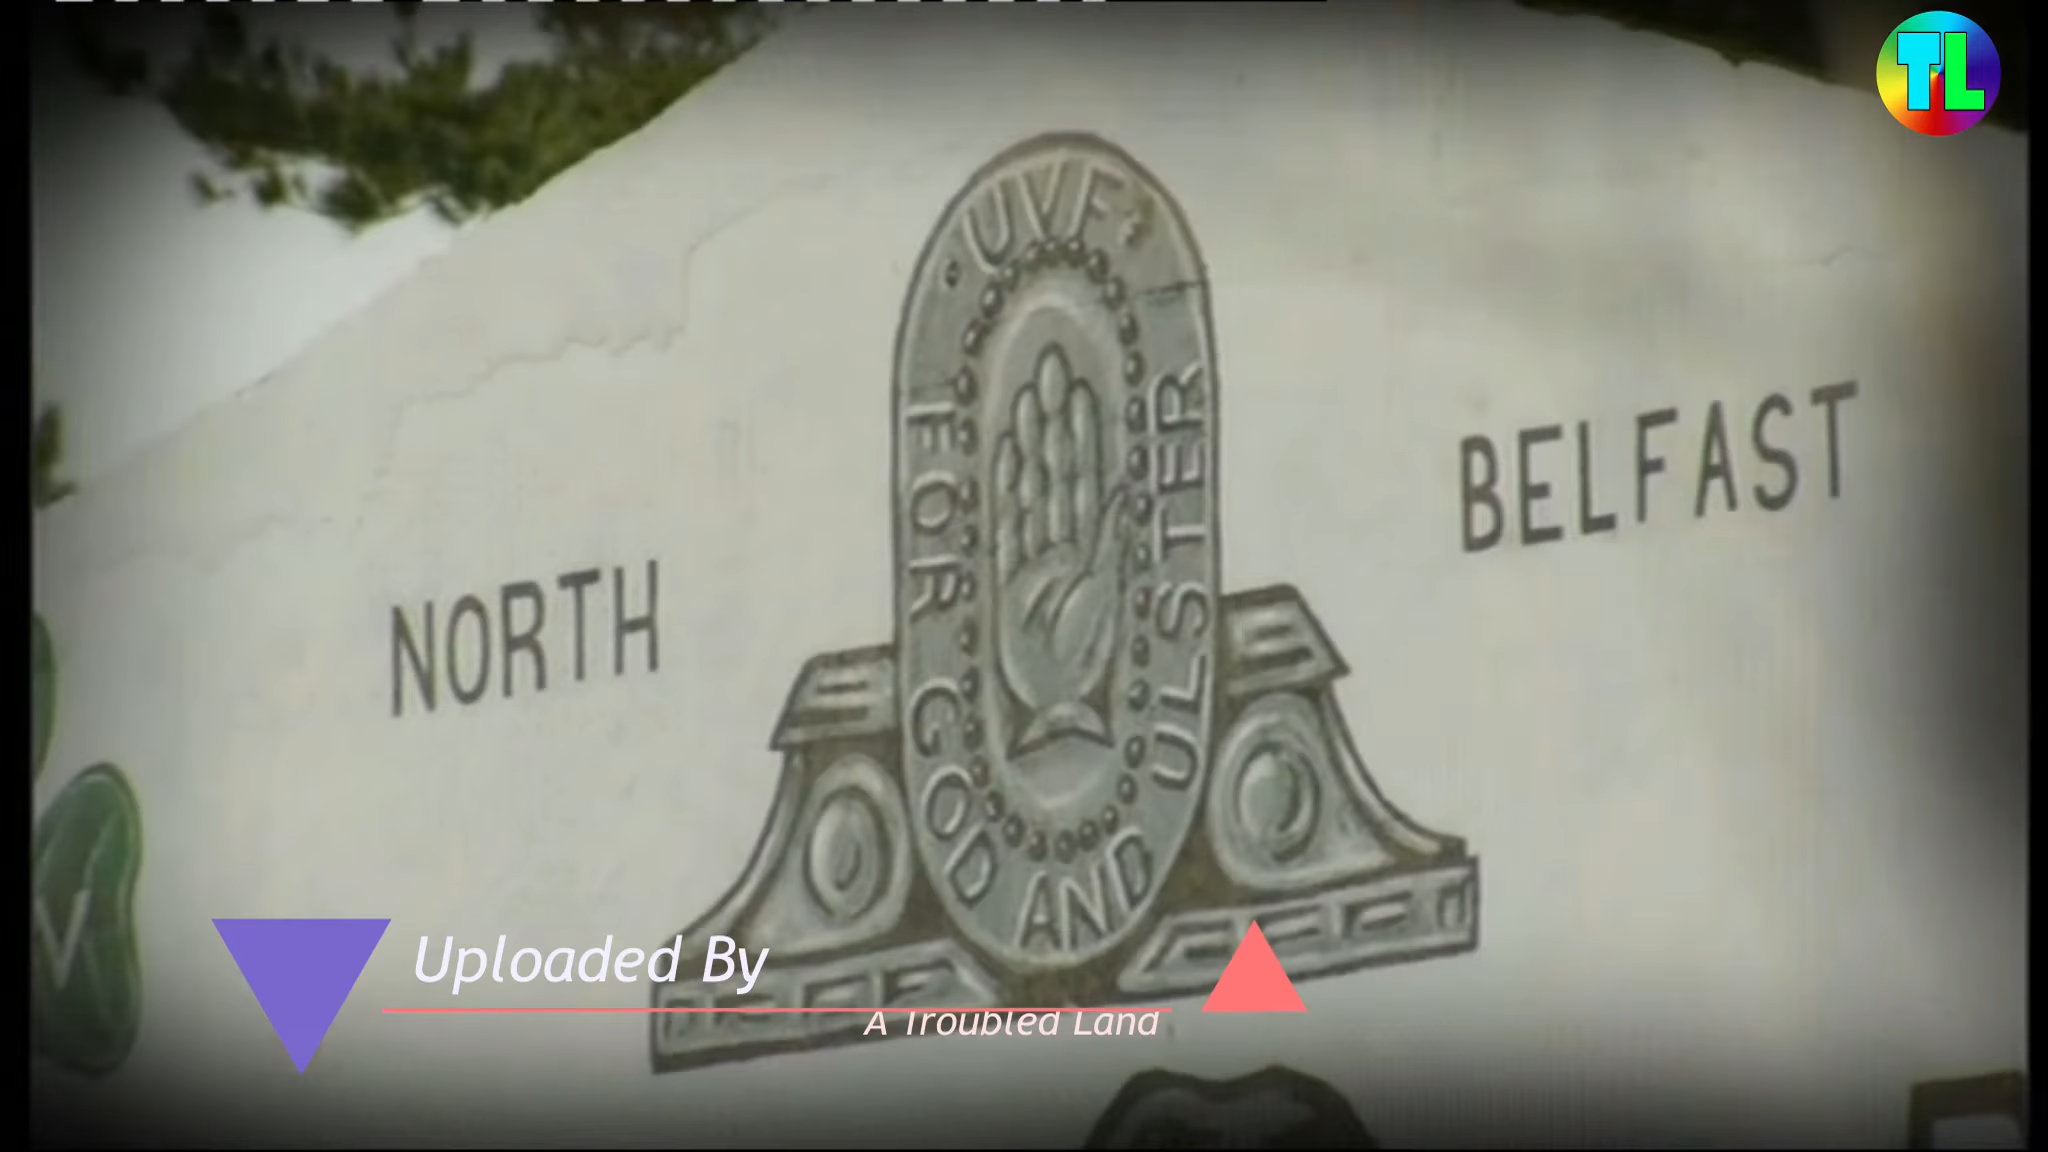 TL
UVF
FOR GOD AND ULSTER
NORTH
BELFAST
V
Uploaded By
A Troubled Land